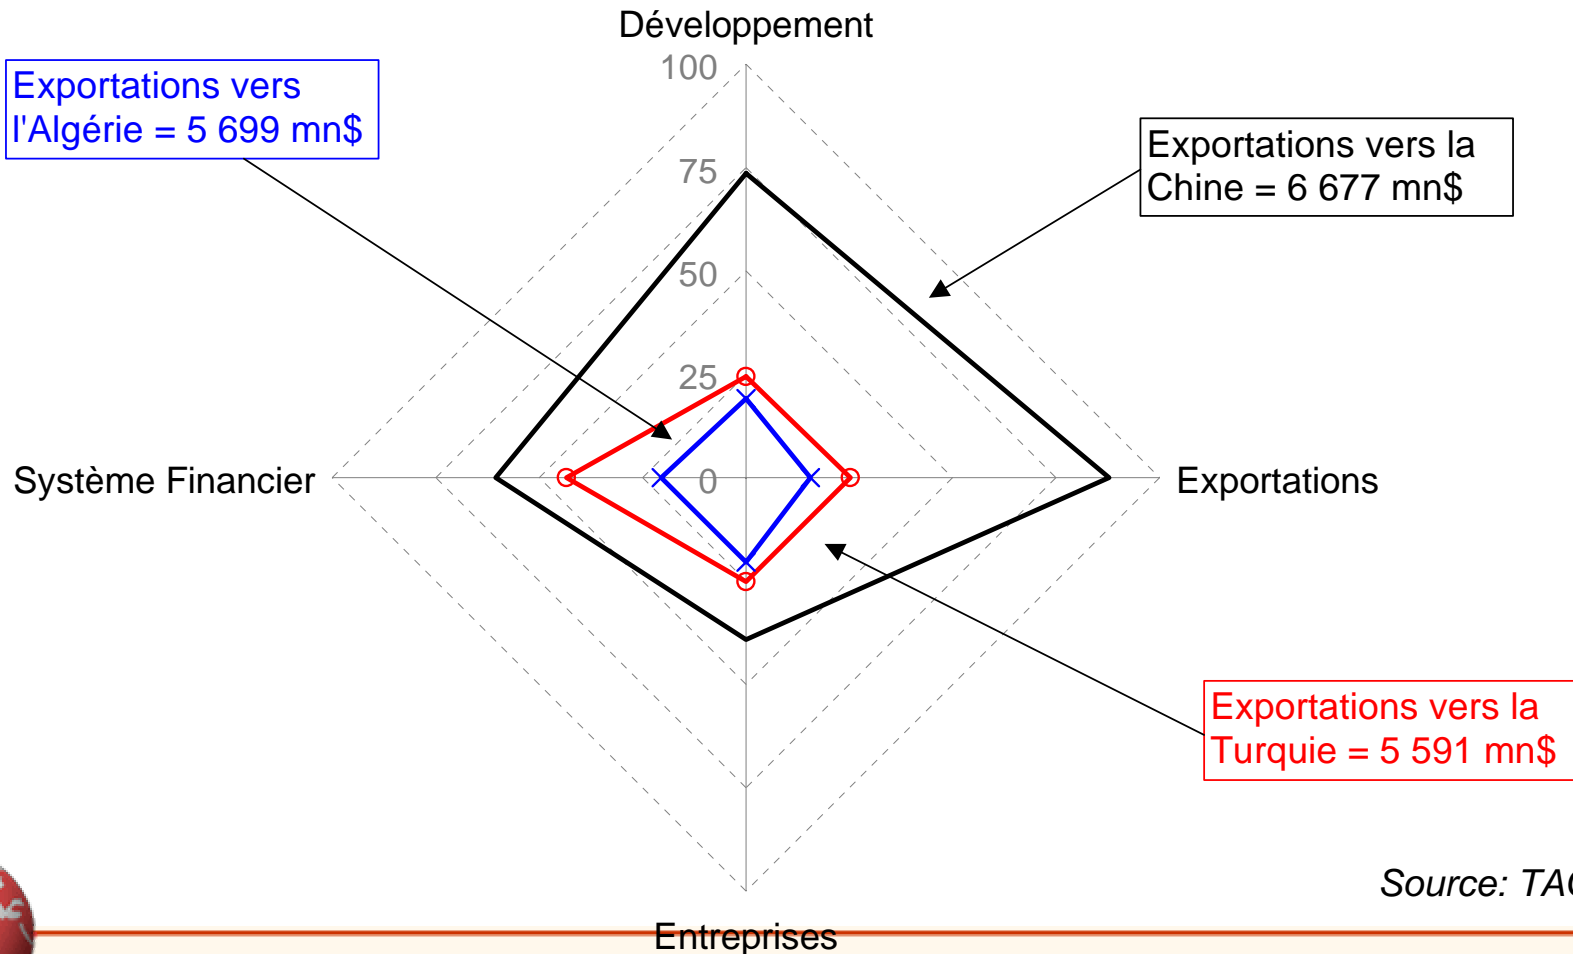 Développement
100
Exportations vers
l'Algérie = 5 699 mn$
Exportations vers la
Chine = 6 677 mn$
75
50
25
Système Financier
0
Exportations
Exportations vers la
Turquie = 5 591 mn$
Source:
Entreprises